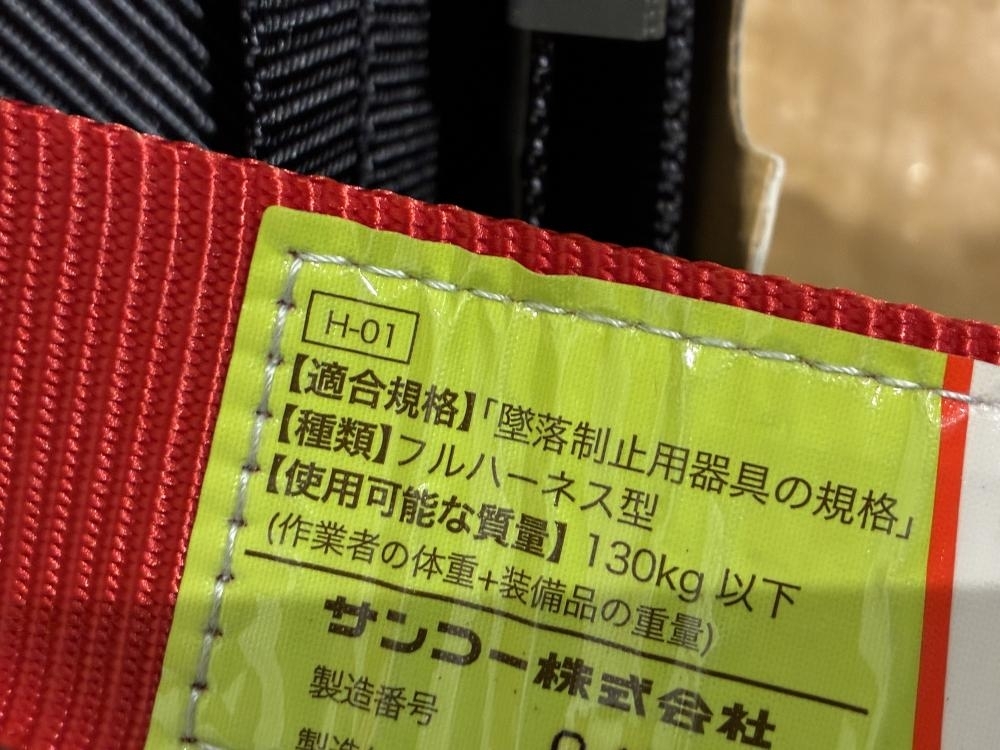 H-01
【適合規格】「墜落制止用器具の規格」
【種類】フルハーネス型
【使用可能な質量】130kg 以下
(作業者の体重+装備品の重量)
サンコー株式会社
製造番号
製造